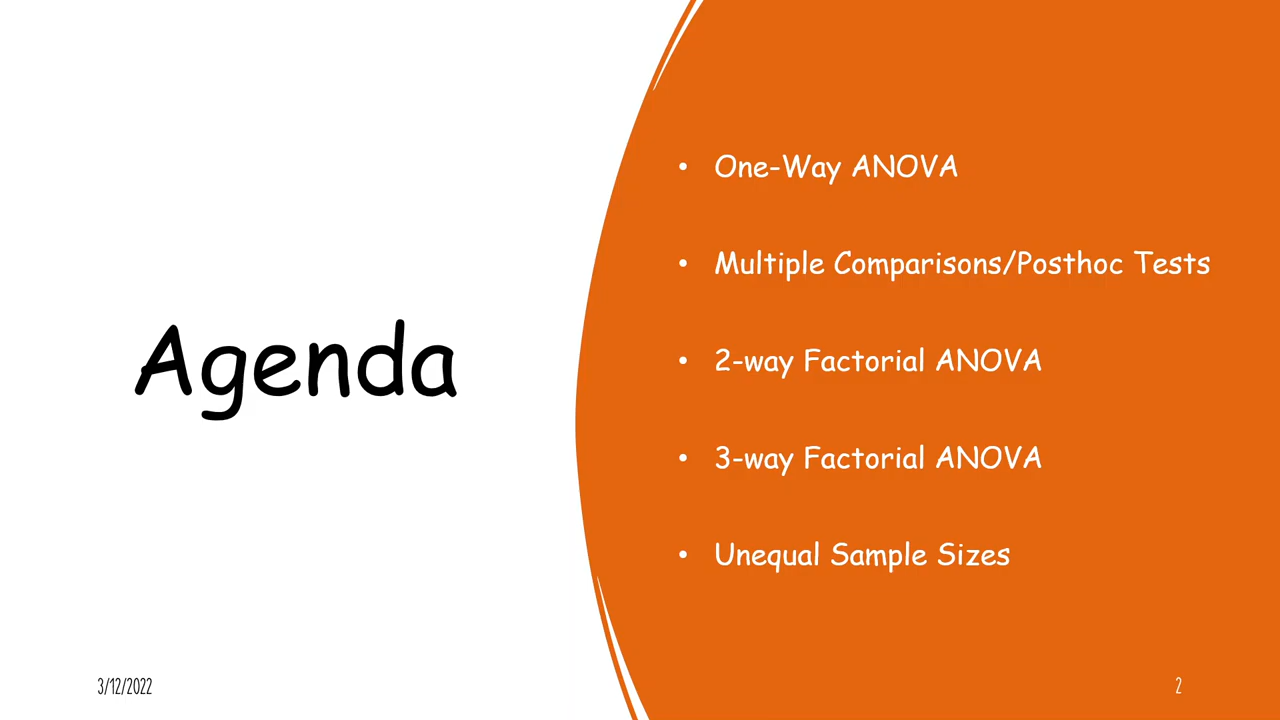 Agenda
• One-Way ANOVA
• Multiple Comparisons/Posthoc Tests
• 2-way Factorial ANOVA
• 3-way Factorial ANOVA
• Unequal Sample Sizes
3/12/2022
2